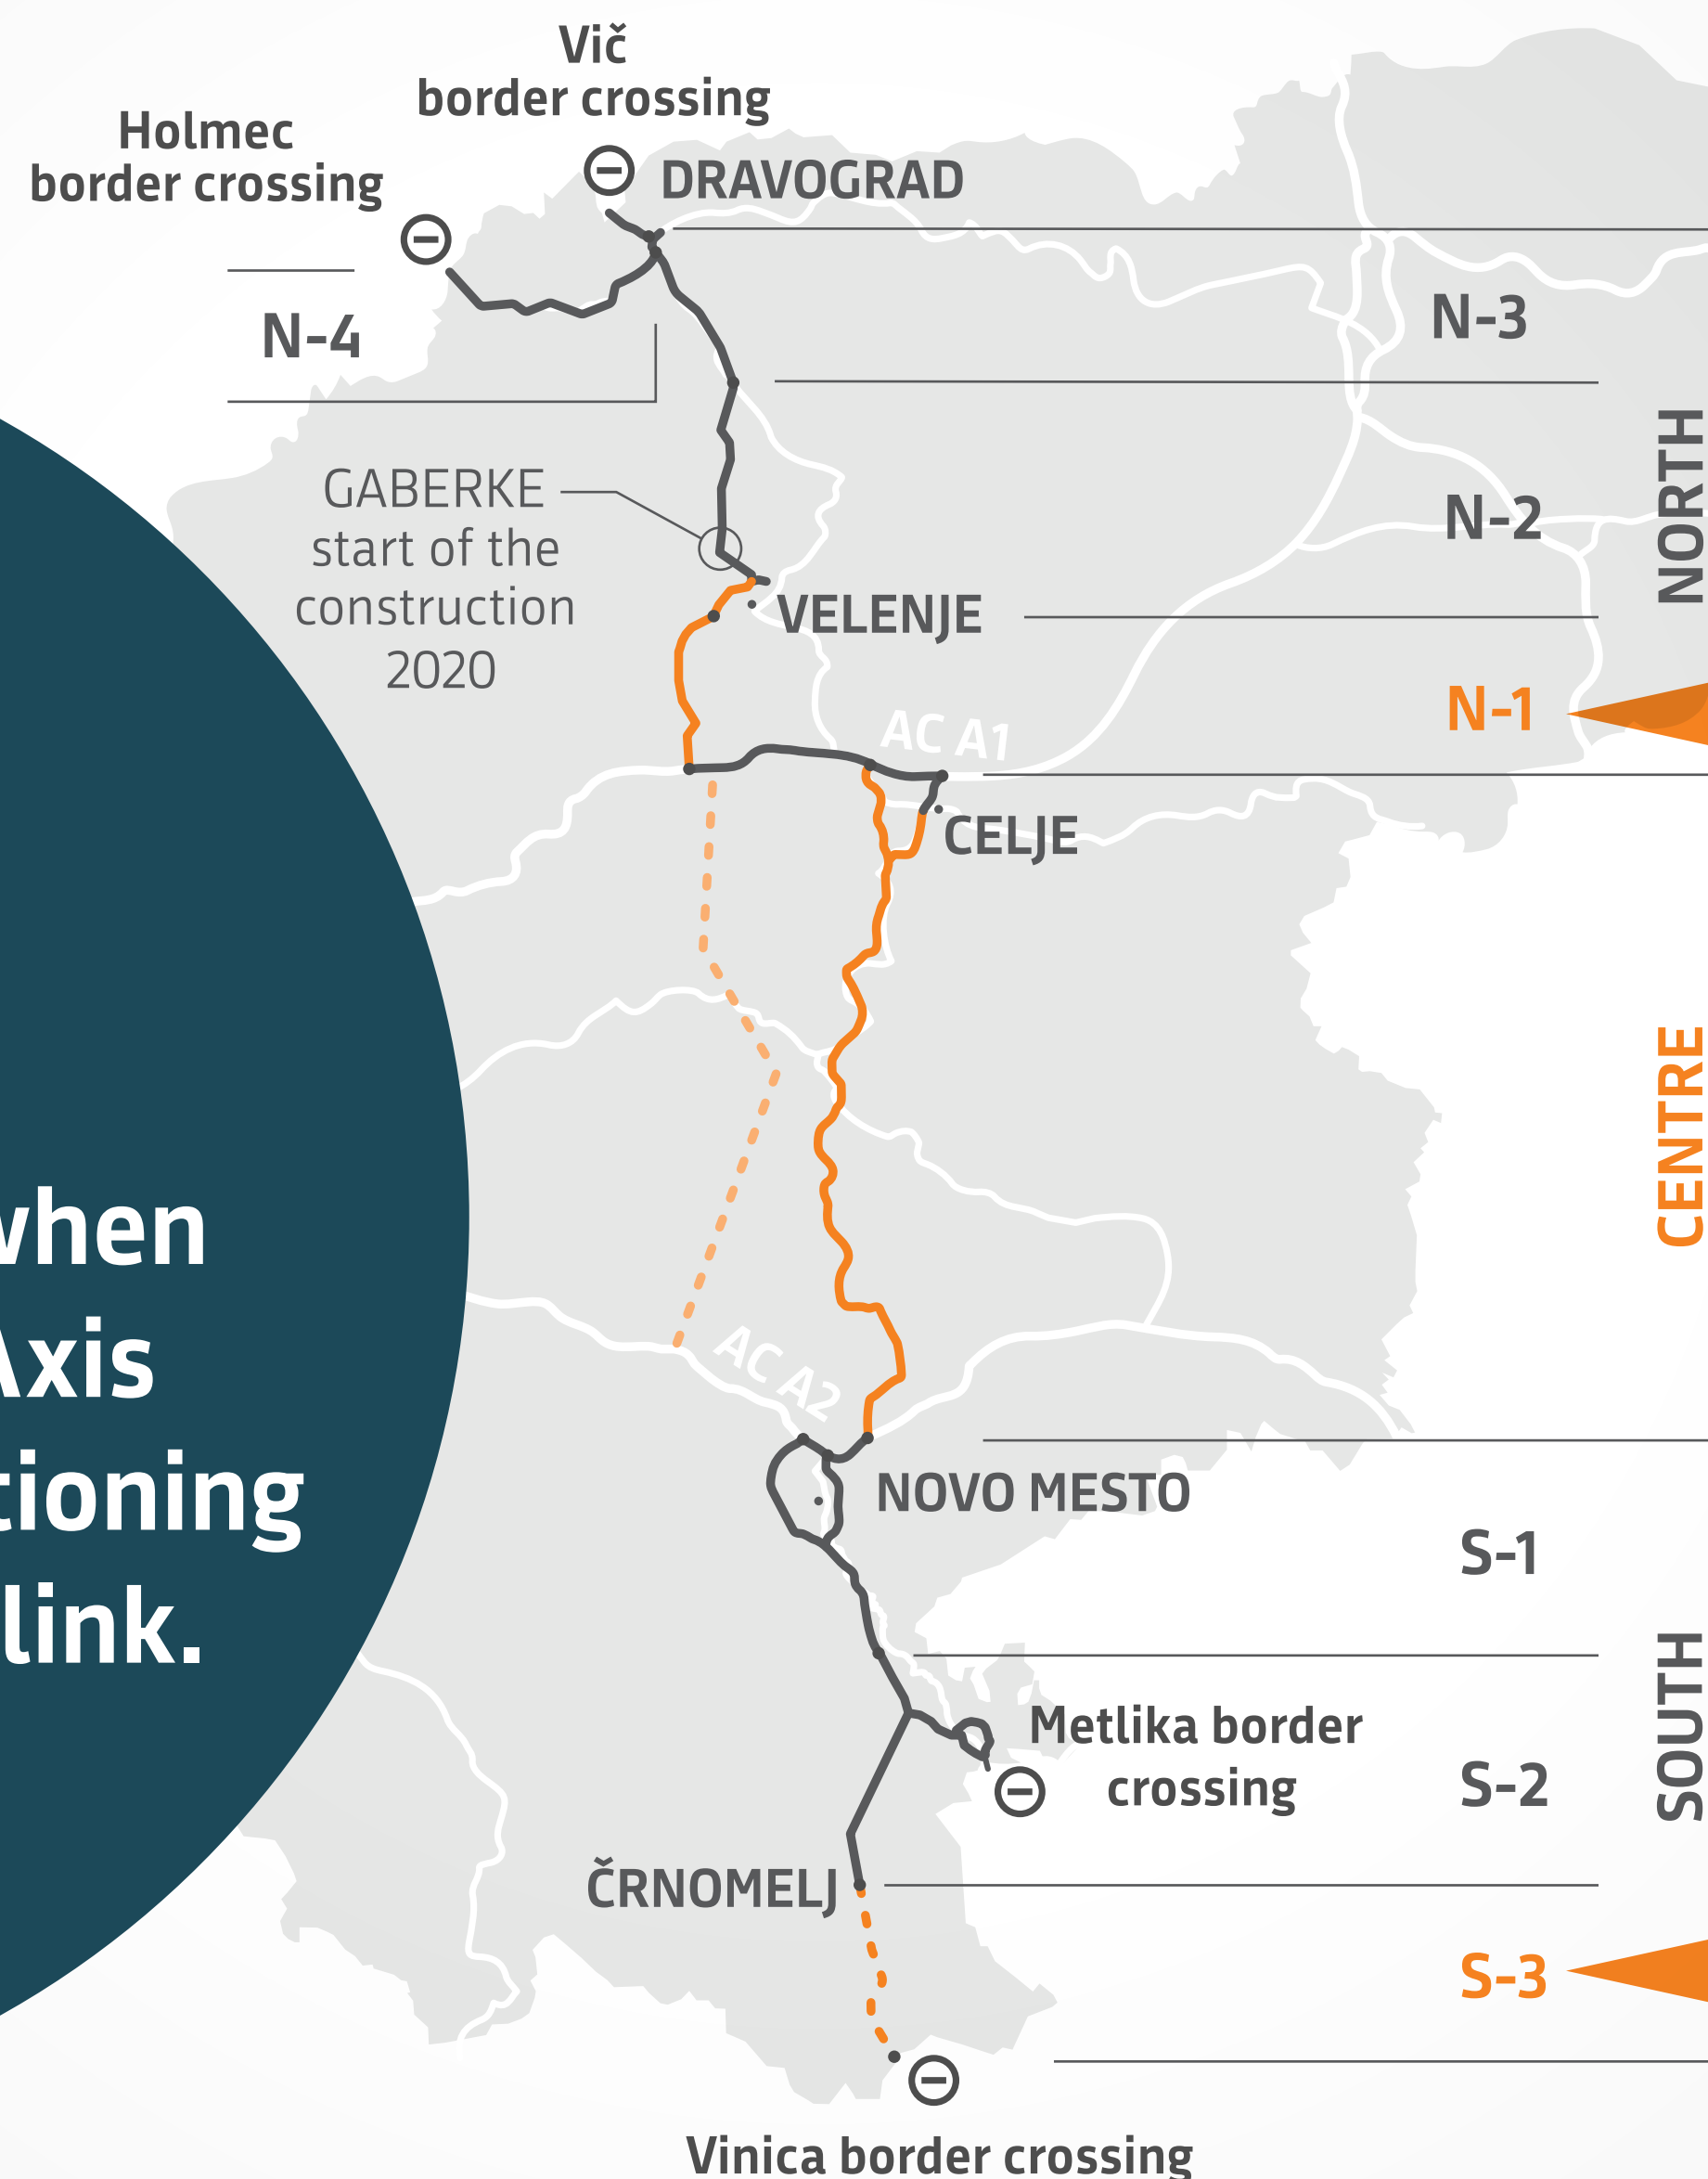 Vič
border crossing
Holmec
border crossing
DRAVOGRAD
N-4
N-3
GABERKE
start of the
construction
2020
N-2
NORTH
VELENJE
N-1
AC A1
CELJE
CENTRE
when
Axis
tioning
link.
AC A2
NOVO MESTO
S-1
SOUTH
Metlika border
crossing
S-2
ČRNOMELJ
S-3
Vinica border crossing